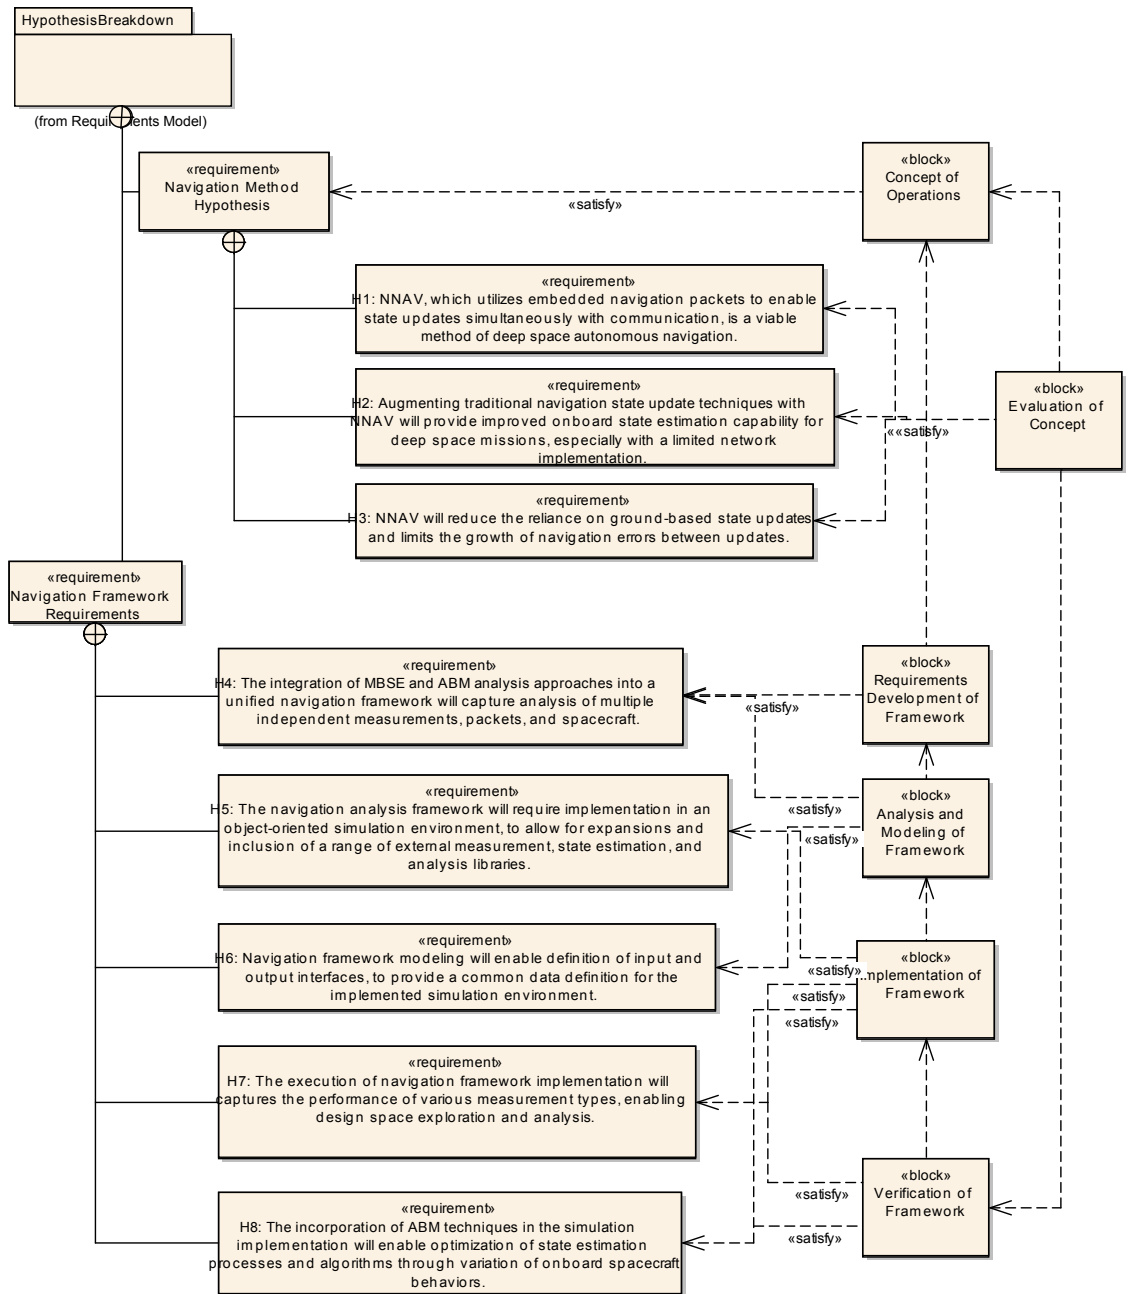 HypothesisBreakdown
(from Requirements Model)
«requirement»
Navigation Method
Hypothesis
«block»
Concept of
Operations
«satisfy»
«requirement»
H1: NNAV, which utilizes embedded navigation packets to enable
state updates simultaneously with communication, is a viable
method of deep space autonomous navigation.
«requirement»
H2: Augmenting traditional navigation state update techniques with
NNAV will provide improved onboard state estimation capability for
deep space missions, especially with a limited network
implementation.
«block»
Evaluation of
Concept
««satisfy»
«requirement»
H3: NNAV will reduce the reliance on ground-based state updates
and limits the growth of navigation errors between updates.
«requirement»
Navigation Framework
Requirements
«requirement»
H4: The integration of MBSE and ABM analysis approaches into a
unified navigation framework will capture analysis of multiple
independent measurements, packets, and spacecraft.
«block»
Requirements
Development of
Framework
«satisfy»
«requirement»
H5: The navigation analysis framework will require implementation in an
object-oriented simulation environment, to allow for expansions and
inclusion of a range of external measurement, state estimation, and
analysis libraries.
«block»
Analysis and
Modeling of
Framework
«satisfy»
«satisfy»
«requirement»
H6: Navigation framework modeling will enable definition of input and
output interfaces, to provide a common data definition for the
implemented simulation environment.
«block»
Implementation of
Framework
«satisfy»
«satisfy»
«satisfy»
«requirement»
H7: The execution of navigation framework implementation will
captures the performance of various measurement types, enabling
design space exploration and analysis.
«block»
Verification of
Framework
«satisfy»
«satisfy»
«requirement»
H8: The incorporation of ABM techniques in the simulation
implementation will enable optimization of state estimation
processes and algorithms through variation of onboard spacecraft
behaviors.